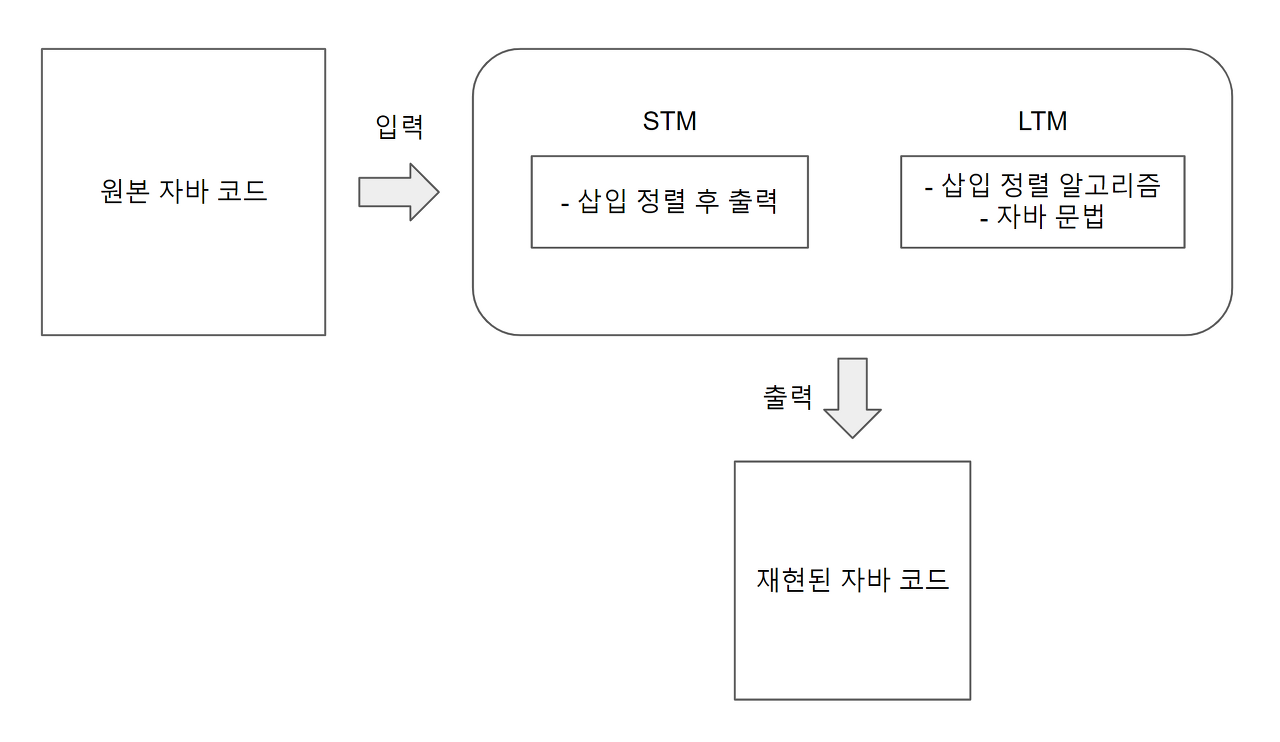 원본 자바 코드
입력
STM
- 삽입 정렬 후 출력
LTM
- 삽입 정렬 알고리즘
- 자바 문법
출력
재현된 자바 코드